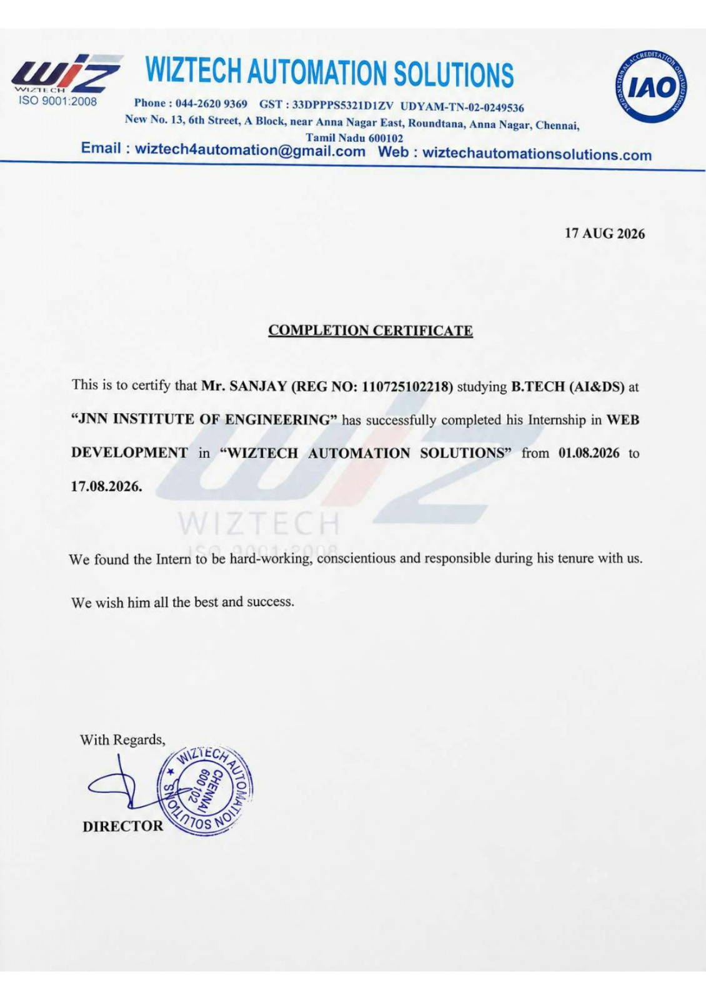 WIZ
WIZTECH
ISO 9001:2008
WIZTECH AUTOMATION SOLUTIONS
IAO
Phone : 044-2620 9369 GST : 33DPPPS5321D1ZV UDYAM-TN-02-0249536
New No. 13, 6th Street, A Block, near Anna Nagar East, Roundtana, Anna Nagar, Chennai,
Tamil Nadu 600102
Email : wiztech4automation@gmail.com Web : wiztechautomationsolutions.com
17 AUG 2026
COMPLETION CERTIFICATE
This is to certify that Mr. SANJAY (REG NO: 110725102218) studying B.TECH (AI&DS) at
“JNN INSTITUTE OF ENGINEERING” has successfully completed his Internship in WEB
DEVELOPMENT in “WIZTECH AUTOMATION SOLUTIONS” from 01.08.2026 to
17.08.2026.
WIZ
WIZTECH
ISO 9001:2008
We found the Intern to be hard-working, conscientious and responsible during his tenure with us.
We wish him all the best and success.
With Regards,
WIZTECH AUTOMATION SOLUTIONS
CHENNAI
600 102
DIRECTOR